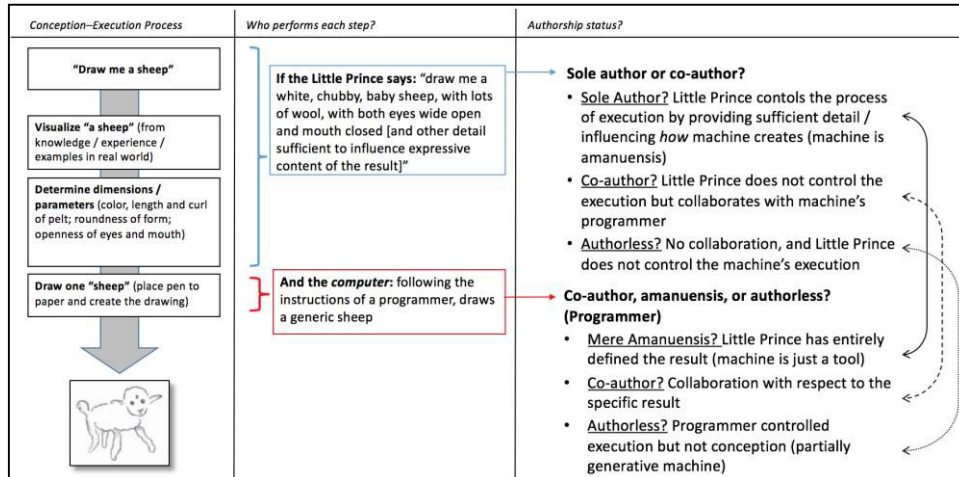 Conception–Execution Process
Who performs each step?
Authorship status?
“Draw me a sheep”
Visualize “a sheep” (from
knowledge / experience /
examples in real world)
Determine dimensions /
parameters (color, length and curl
of pelt; roundness of form;
openness of eyes and mouth)
Draw one “sheep” (place pen to
paper and create the drawing)
If the Little Prince says: “draw me a
white, chubby, baby sheep, with lots
of wool, with both eyes wide open
and mouth closed [and other detail
sufficient to influence expressive
content of the result]”
And the computer: following the
instructions of a programmer, draws
a generic sheep
Sole author or co-author?
• Sole Author? Little Prince contols the process
of execution by providing sufficient detail /
influencing how machine creates (machine is
amanuensis)
• Co-author? Little Prince does not control the
execution but collaborates with machine’s
programmer
• Authorless? No collaboration, and Little Prince
does not control the machine’s execution
Co-author, amanuensis, or authorless?
(Programmer)
• Mere Amanuensis? Little Prince has entirely
defined the result (machine is just a tool)
• Co-author? Collaboration with respect to the
specific result
• Authorless? Programmer controlled
execution but not conception (partially
generative machine)